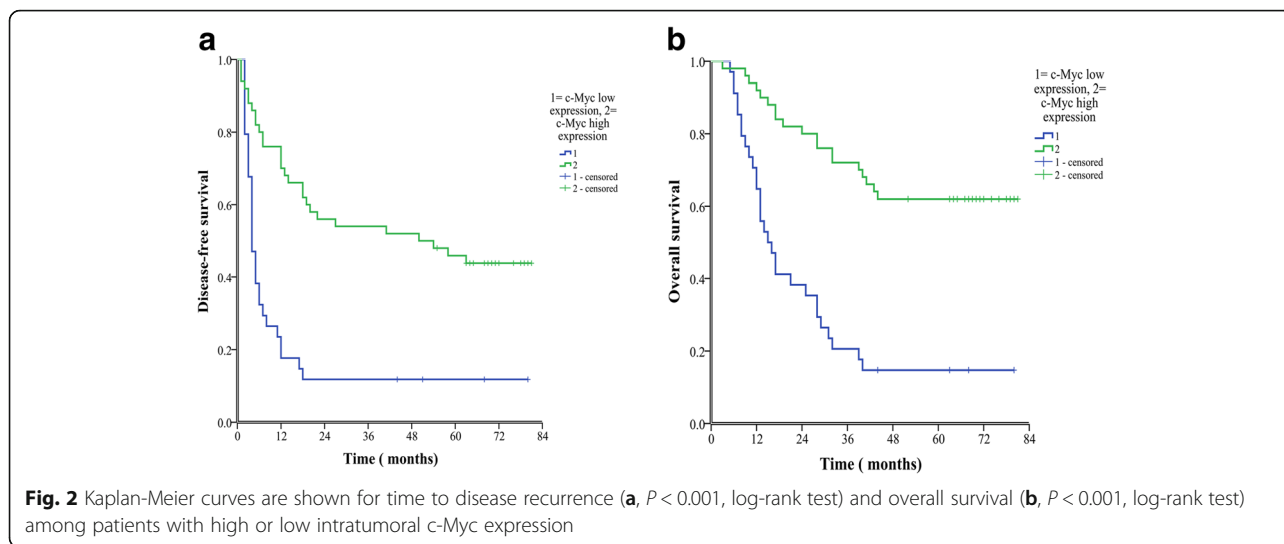 a
1.0
0.8
0.6
0.4
0.2
0.0
Disease-free survival
0 12 24 36 48 60 72 84
Time ( months)
1= c-Myc low
expression, 2=
c-Myc high
expression
1
2
1 - censored
2 - censored
b
1.0
0.8
0.6
0.4
0.2
0.0
Overall survival
0 12 24 36 48 60 72 84
Time (months)
1= c-Myc low
expression, 2=
c-Myc high
expression
1
2
1 - censored
2 - censored
Fig. 2 Kaplan-Meier curves are shown for time to disease recurrence (a, P < 0.001, log-rank test) and overall survival (b, P < 0.001, log-rank test)
among patients with high or low intratumoral c-Myc expression